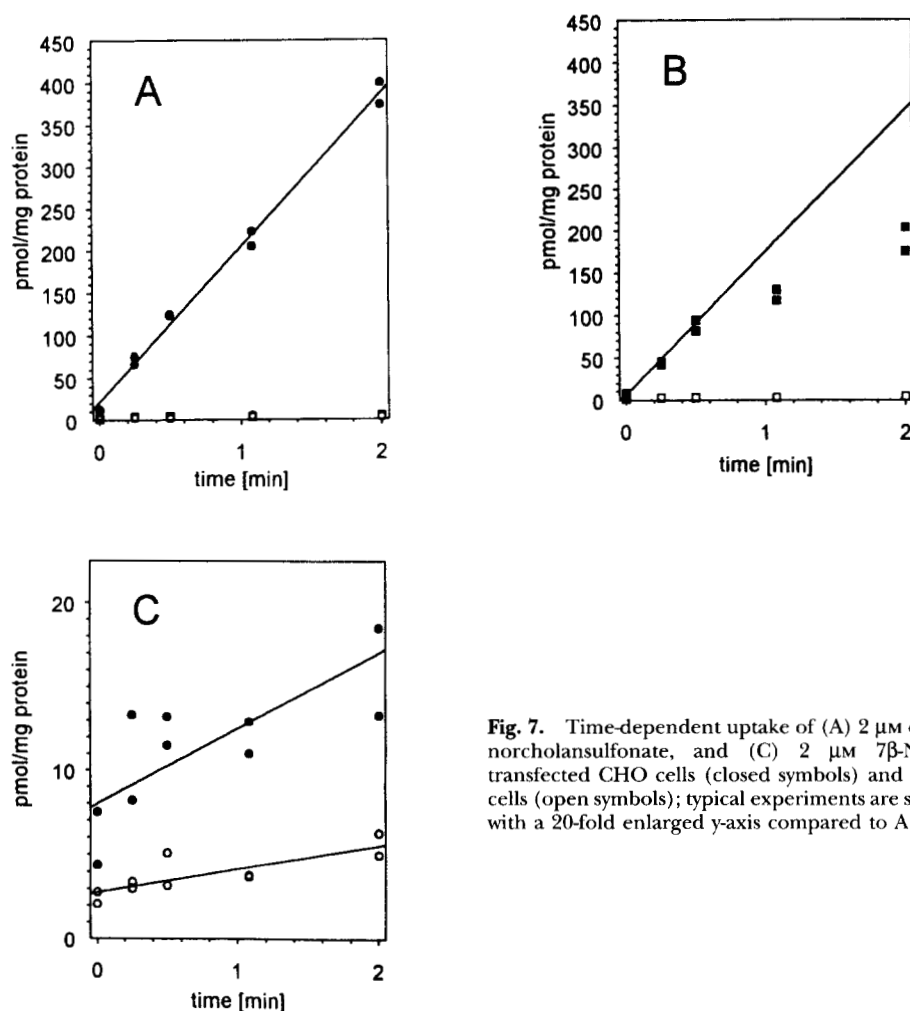 A
450
400
350
300
250
200
150
100
50
0
pmol/mg protein
0
1
2
time [min]
B
450
400
350
300
250
200
150
100
50
0
pmol/mg protein
0
1
2
time [min]
C
20
10
0
pmol/mg protein
0
1
2
time [min]
Fig. 7. Time-dependent uptake of (A) 2 μM
norcholansulfonate, and (C) 2 μM 7β-N
transfected CHO cells (closed symbols) and
cells (open symbols); typical experiments are s
with a 20-fold enlarged y-axis compared to A